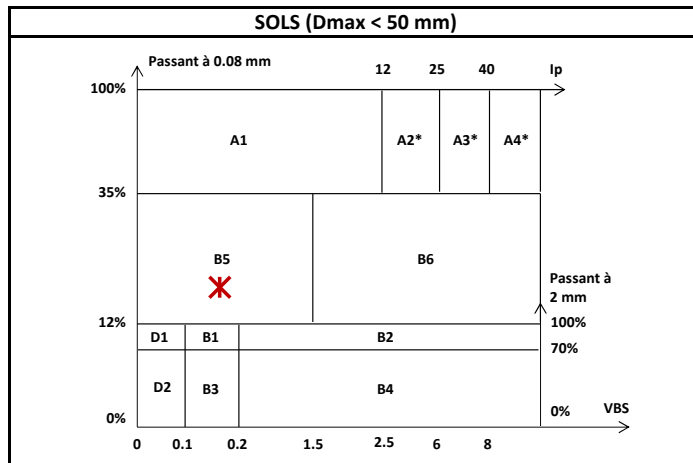 SOLS (Dmax < 50 mm)
Passant à 0.08 mm
12 25 40 Ip
100%
A1 A2* A3* A4*
35%
B5 B6
Passant à
2 mm
12% 100%
D1 B1 B2
70%
D2 B3 B4
0% 0% VBS
0 0.1 0.2 1.5 2.5 6 8